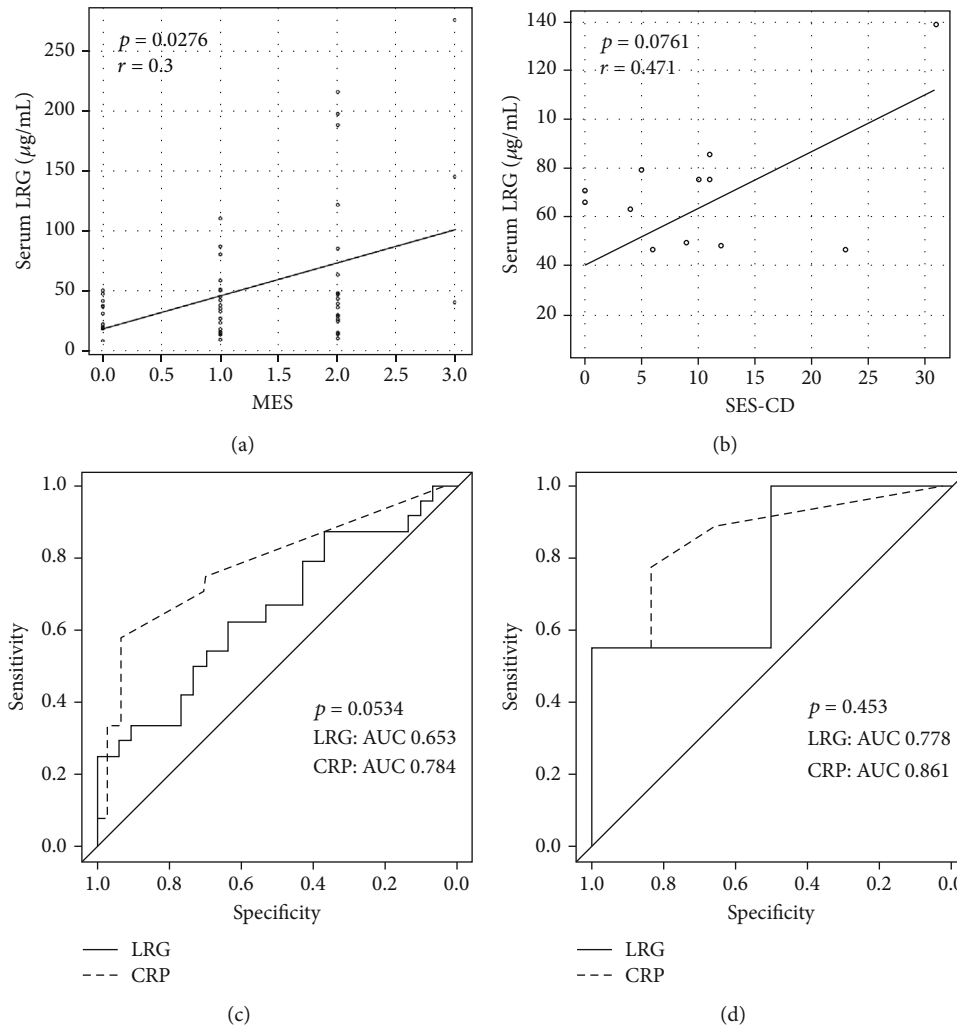 p = 0.0276
r = 0.3
250
200
150
100
50
0
Serum LRG (μg/mL)
0.0 0.5 1.0 1.5 2.0 2.5 3.0
MES
(a)
p = 0.0761
r = 0.471
140
120
10
80
60
40
20
Serum LRG (μg/mL)
0 5 10 15 20 25 30
SES-CD
(b)
1.0
0.8
0.6
0.4
0.2
0.0
Sensitivity
p = 0.0534
LRG: AUC 0.653
CRP: AUC 0.784
1.0 0.8 0.6 0.4 0.2 0.0
Specificity
LRG
CRP
(c)
1.0
0.8
0.6
0.4
0.2
0.0
Sensitivity
p = 0.453
LRG: AUC 0.778
CRP: AUC 0.861
1.0 0.8 0.6 0.4 0.2 0.0
Specificity
LRG
CRP
(d)